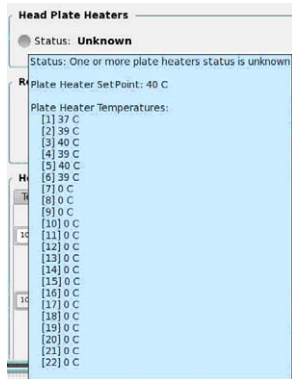 Head Plate Heaters
Status: Unknown
Status: One or more plate heaters status is unknown
Plate Heater SetPoint: 40 C
Plate Heater Temperatures:
[1] 37 C
[2] 39 C
[3] 40 C
[4] 39 C
[5] 40 C
[6] 39 C
[7] 0 C
[8] 0 C
[9] 0 C
[10] 0 C
[11] 0 C
[12] 0 C
[13] 0 C
[14] 0 C
[15] 0 C
[16] 0 C
[17] 0 C
[18] 0 C
[19] 0 C
[20] 0 C
[21] 0 C
[22] 0 C